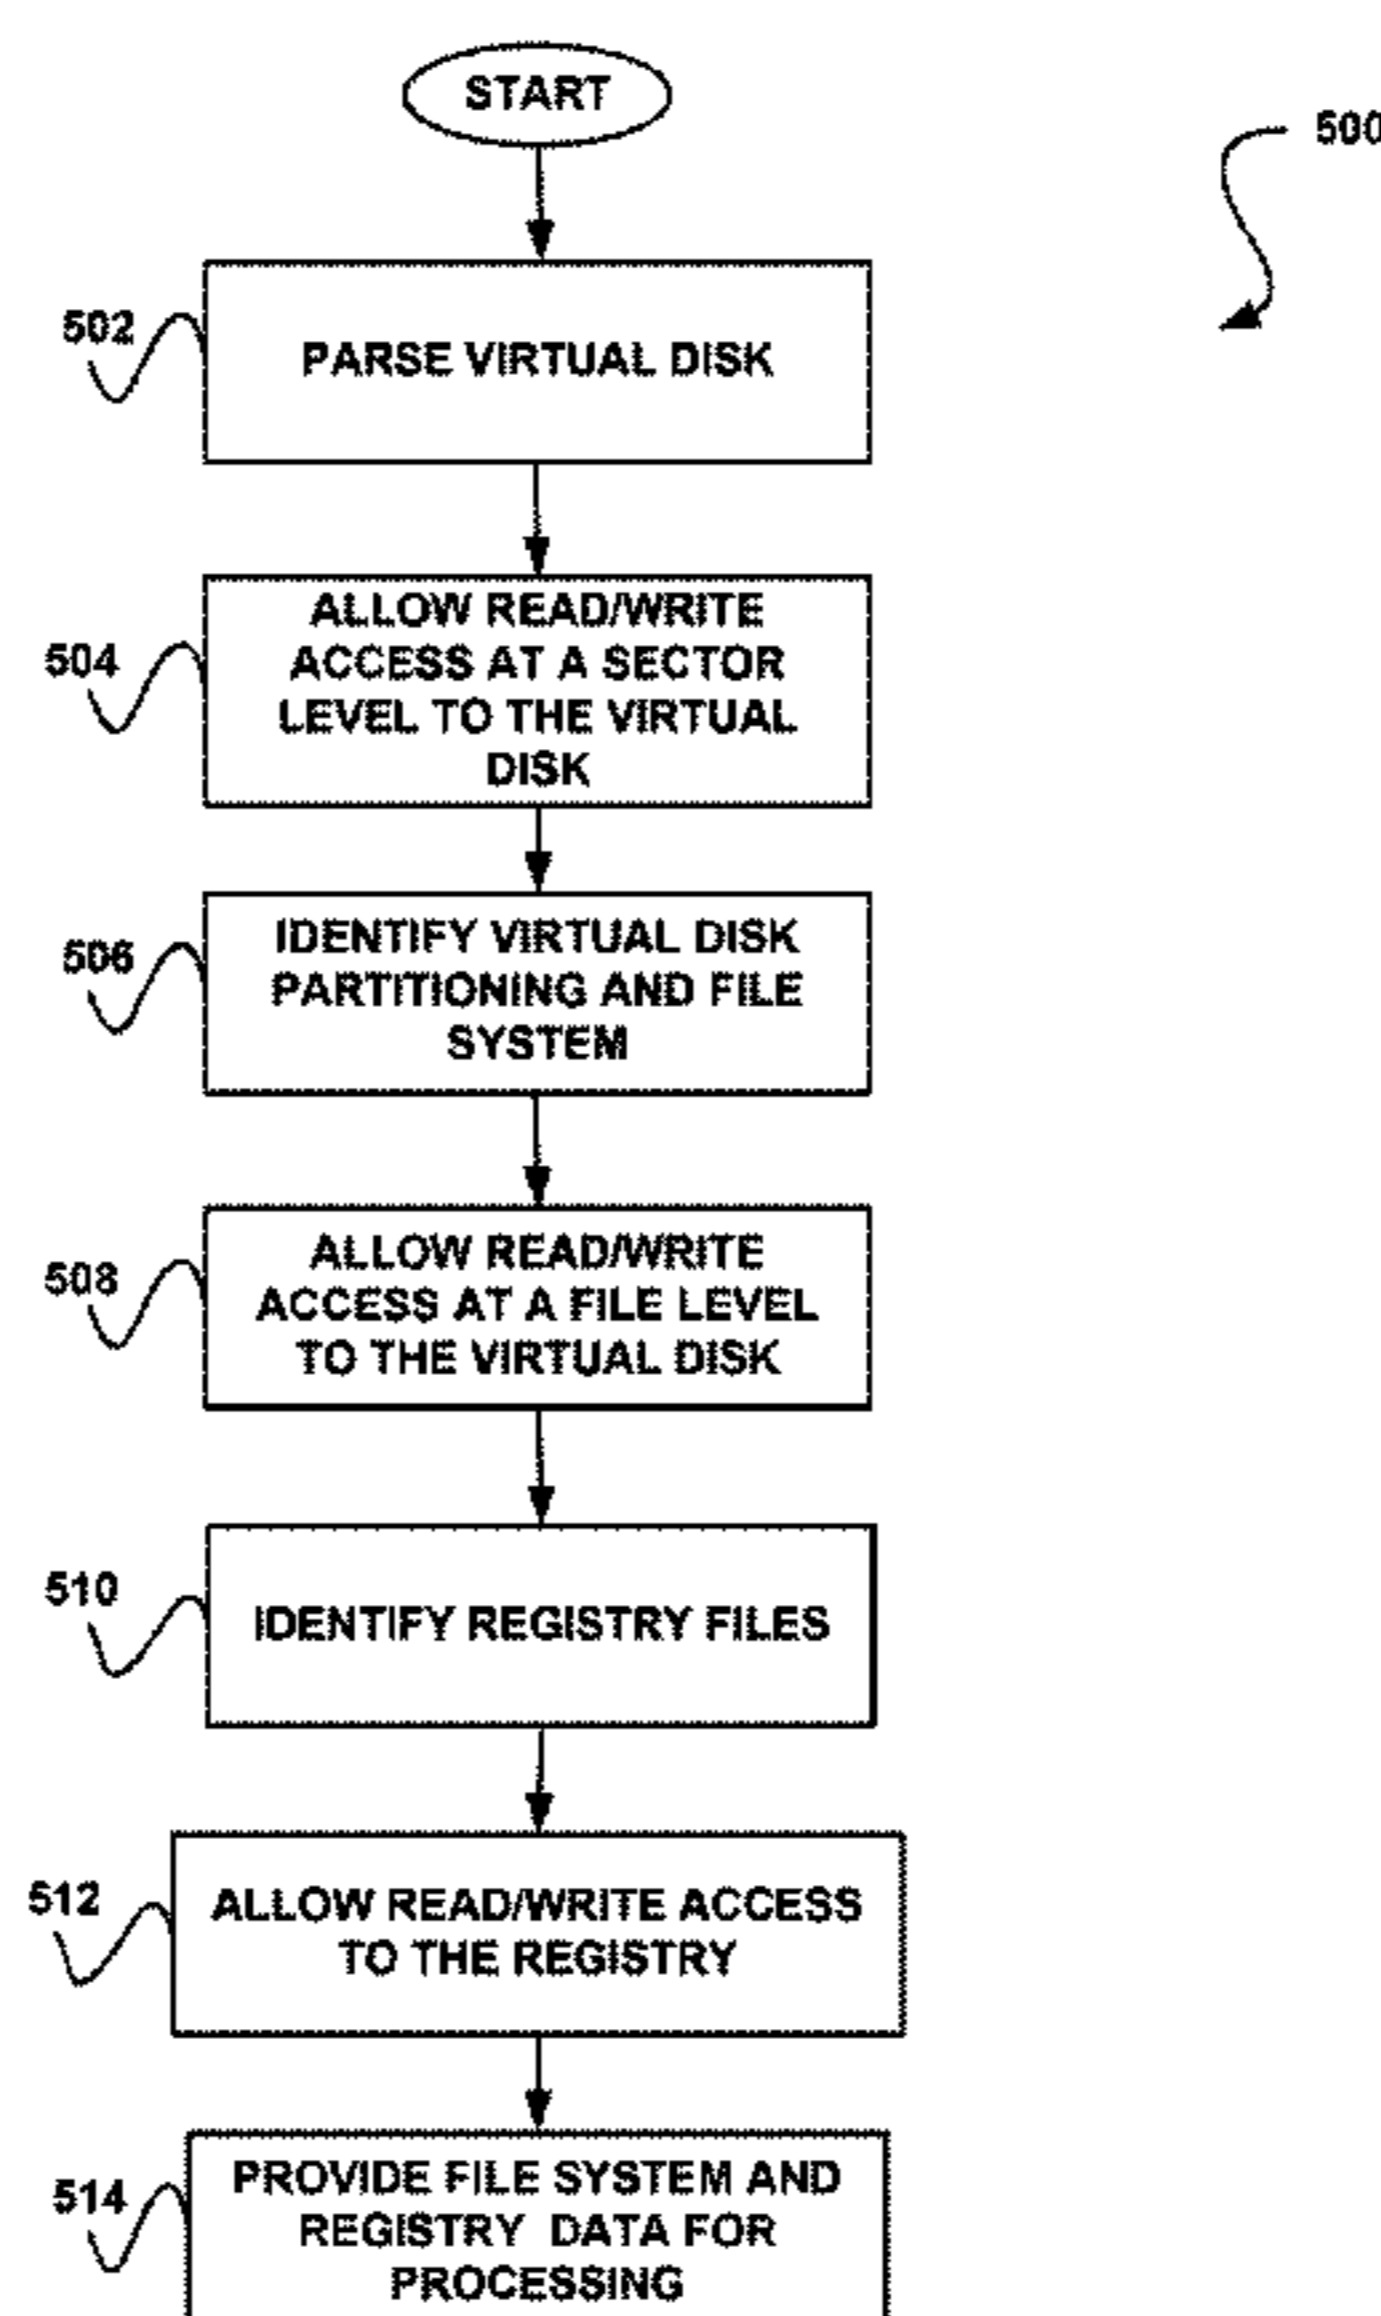 START
500
502
PARSE VIRTUAL DISK
504
ALLOW READ/WRITE
ACCESS AT A SECTOR
LEVEL TO THE VIRTUAL
DISK
506
IDENTIFY VIRTUAL DISK
PARTITIONING AND FILE
SYSTEM
508
ALLOW READ/WRITE
ACCESS AT A FILE LEVEL
TO THE VIRTUAL DISK
510
IDENTIFY REGISTRY FILES
512
ALLOW READ/WRITE ACCESS
TO THE REGISTRY
514
PROVIDE FILE SYSTEM AND
REGISTRY DATA FOR
PROCESSING